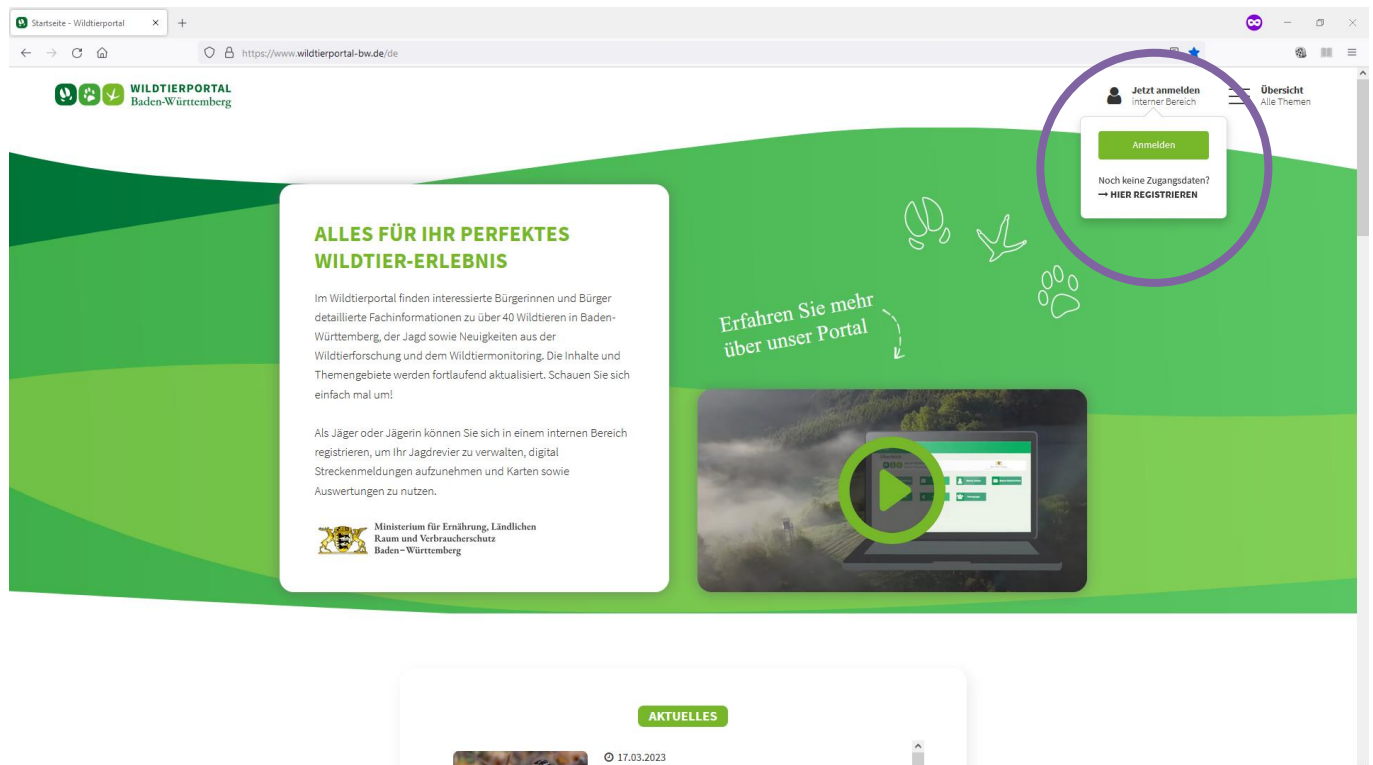 Startseite - Wildtierportal
https://www.wildtierportal-bw.de/de
WILDTIERPORTAL
Baden-Württemberg
Jetzt anmelden
interner Bereich
Übersicht
Alle Themen
Anmelden
Noch keine Zugangsdaten?
→ HIER REGISTRIEREN
ALLES FÜR IHR PERFEKTES
WILDTIER-ERLEBNIS
Im Wildtierportal finden interessierte Bürgerinnen und Bürger
detaillierte Fachinformationen zu über 40 Wildtieren in Baden-
Württemberg, der Jagd sowie Neuigkeiten aus der
Wildtierforschung und dem Wildtiermonitoring. Die Inhalte und
Themengebiete werden fortlaufend aktualisiert. Schauen Sie sich
einfach mal um!
Als Jäger oder Jägerin können Sie sich in einem internen Bereich
registrieren, um Ihr Jagdrevier zu verwalten, digital
Streckenmeldungen aufzunehmen und Karten sowie
Auswertungen zu nutzen.
Ministerium für Ernährung, Ländlichen
Raum und Verbraucherschutz
Baden-Württemberg
Erfahren Sie mehr
über unser Portal
AKTUELLES
17.03.2023